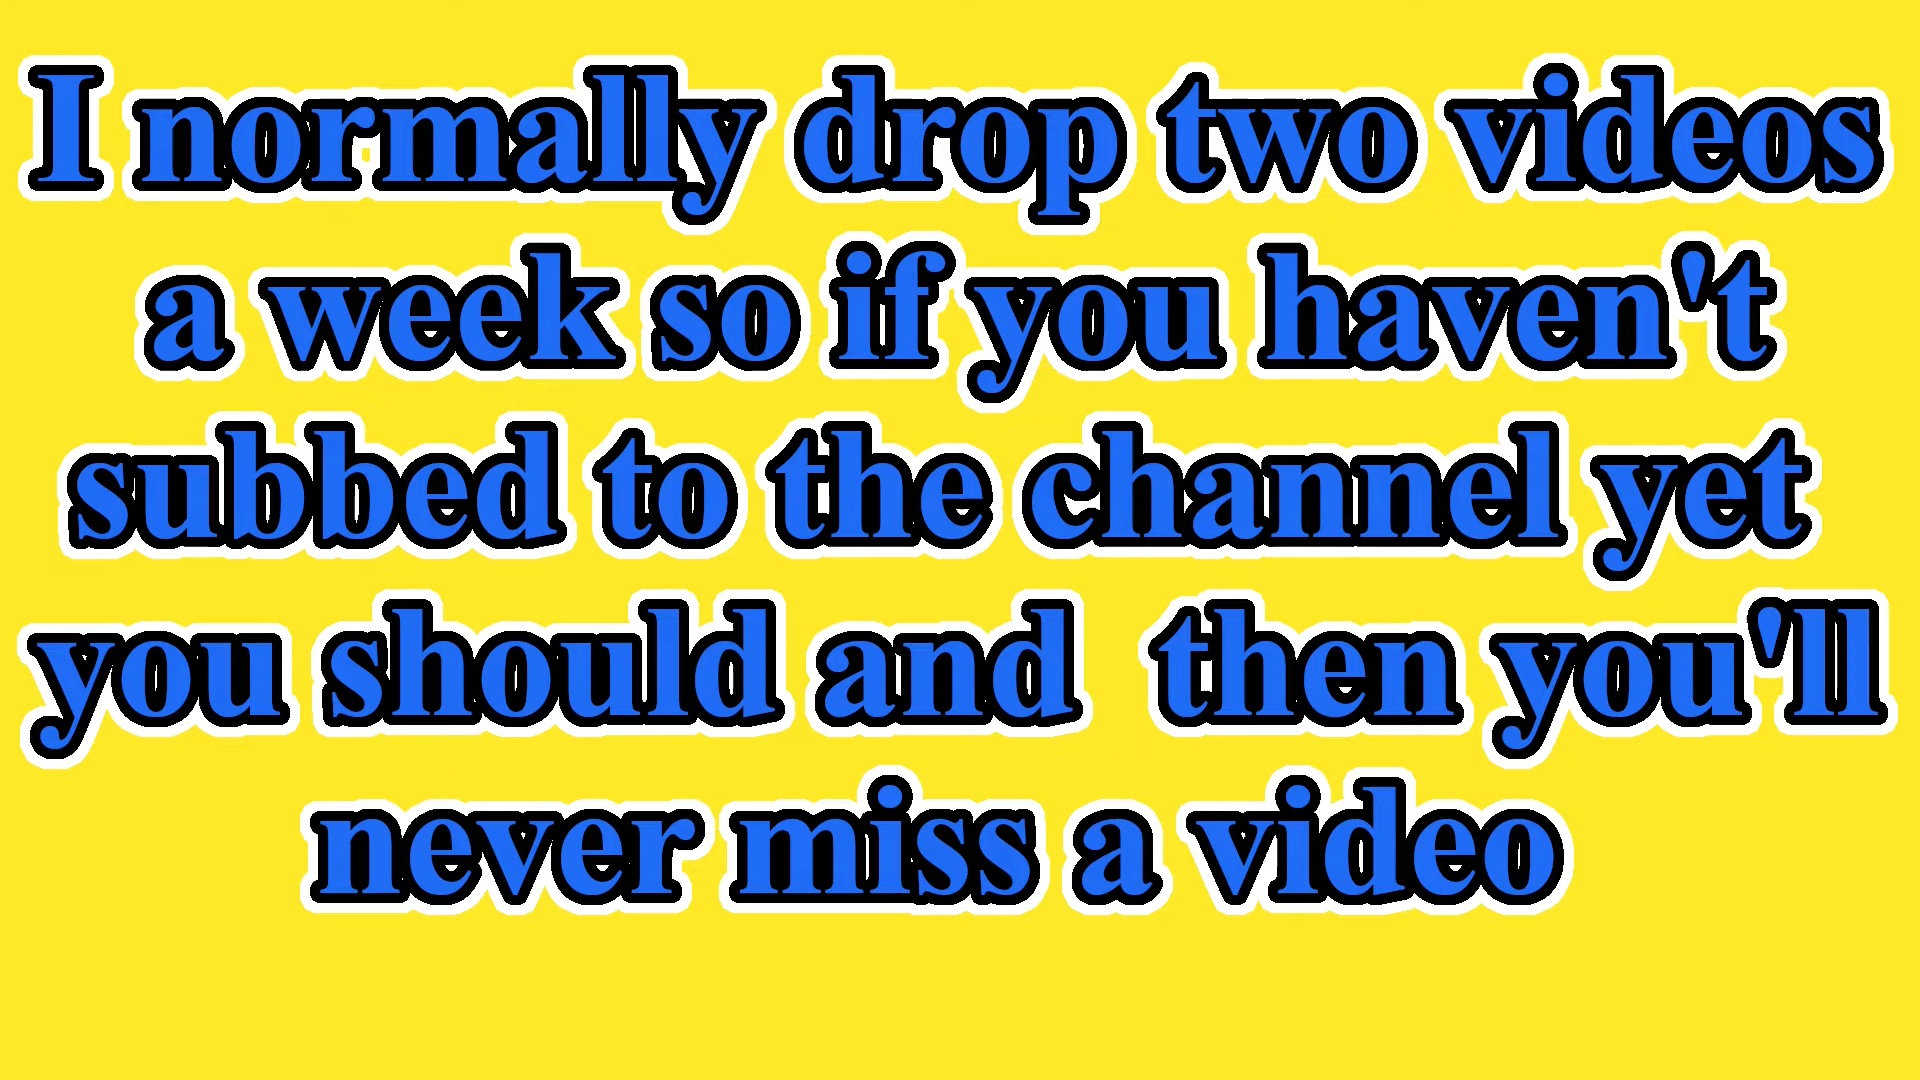 I normally drop two videos
a week so if you haven't
subbed to the channel yet
you should and  then you'll
never miss a video